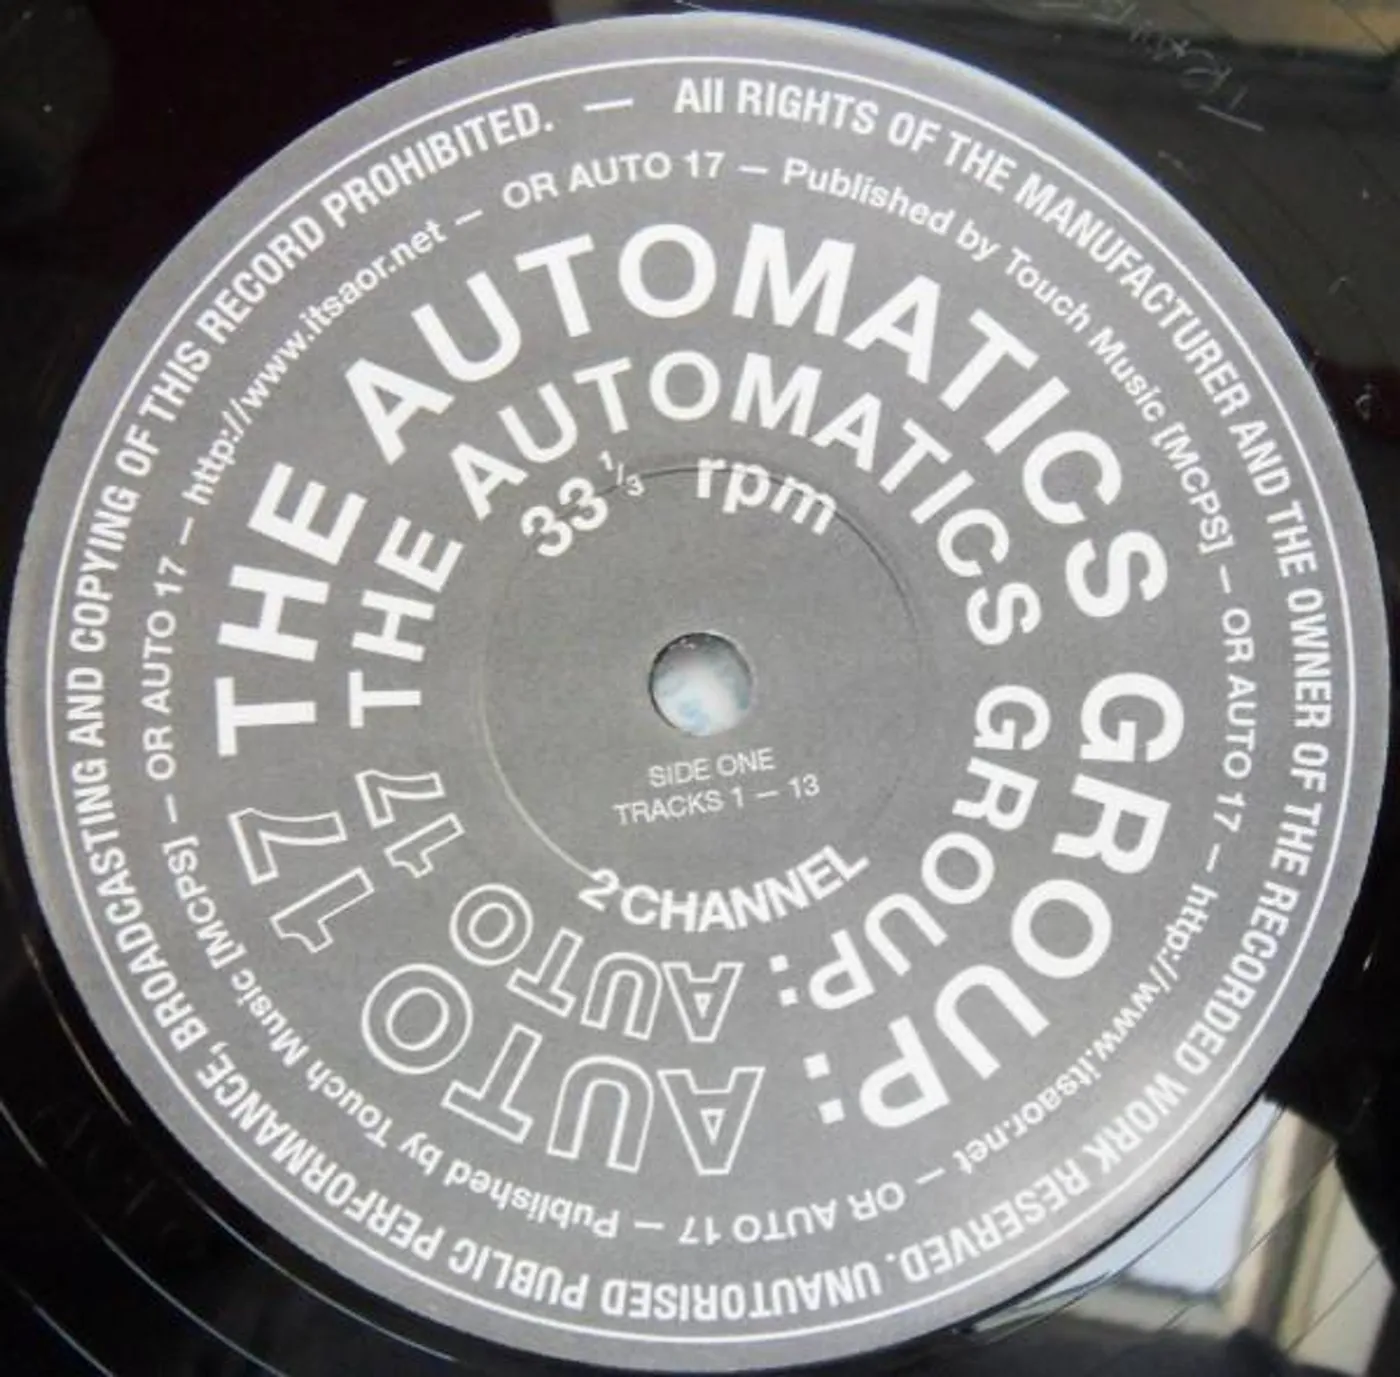 All RIGHTS OF THE MANUFACTURER AND THE OWNER OF THE RECORDED WORK RESERVED. UNAUTORISED PUBLIC PERFORMANCE, BROADCASTING AND COPYING OF THIS RECORD PROHIBITED. —
OR AUTO 17 — Published by Touch Music [MCPS] — OR AUTO 17 — http://www.itsaor.net — OR AUTO 17 — Published by Touch Music [MCPS] — OR AUTO 17 — http://www.itsaor.net —
THE AUTOMATICS GROUP: AUTO 17
THE AUTOMATICS GROUP: AUTO 17
33 1/3 rpm
SIDE ONE
TRACKS 1 — 13
2 CHANNEL